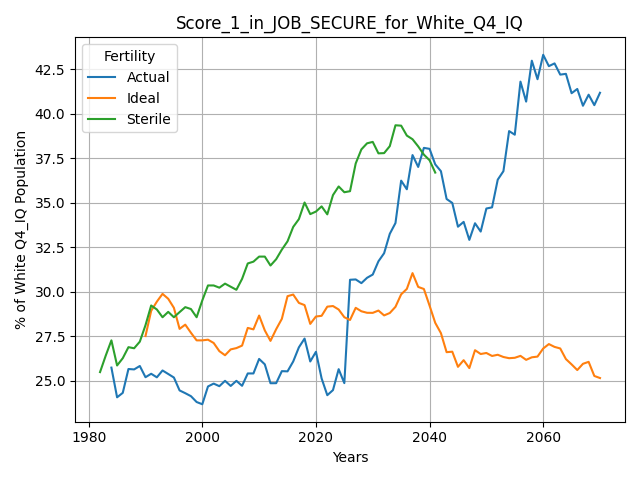 Score_1_in_JOB_SECURE_for_White_Q4_IQ
Fertility
Actual
Ideal
Sterile
% of White Q4_IQ Population
42.5
40.0
37.5
35.0
32.5
30.0
27.5
25.0
1980
2000
2020
2040
2060
Years